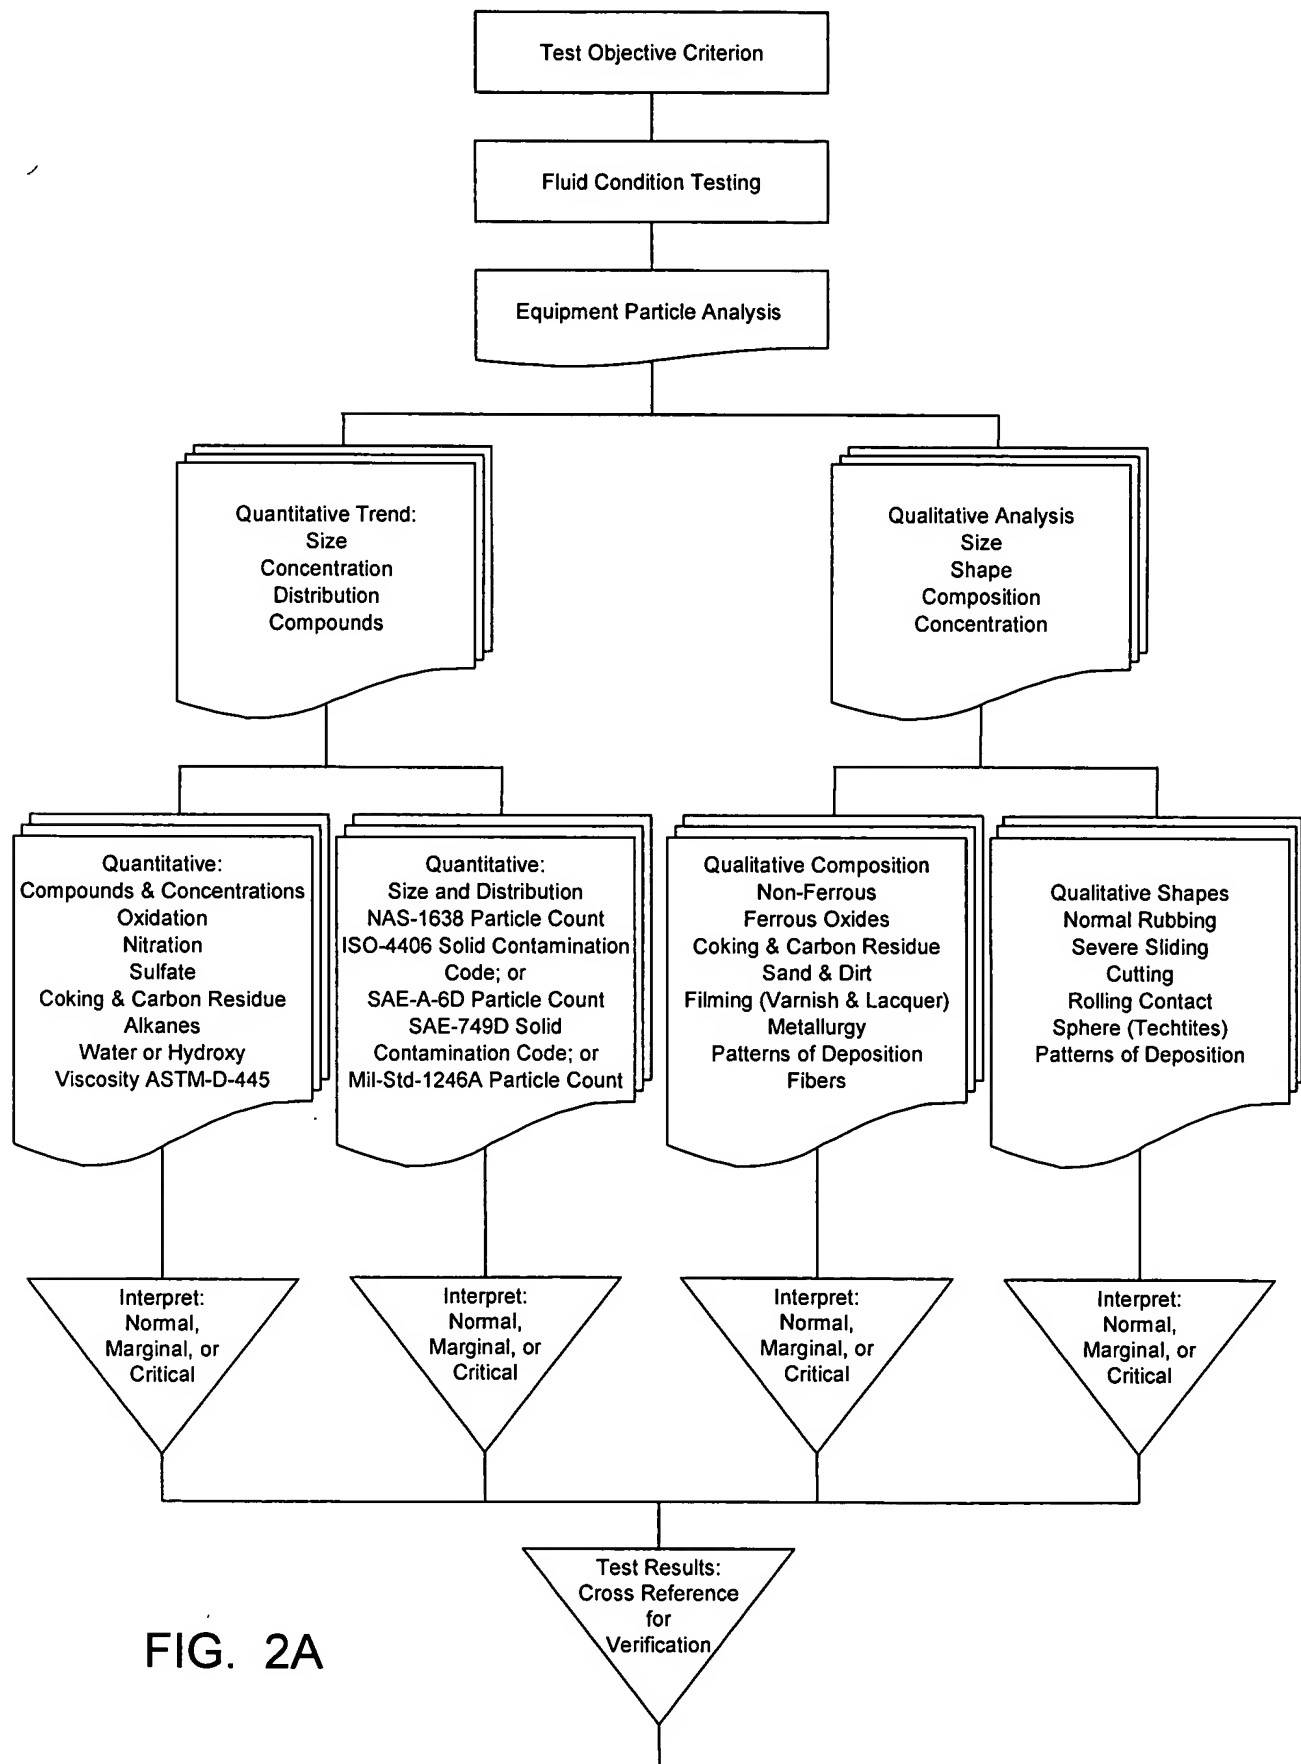 Test Objective Criterion
Fluid Condition Testing
Equipment Particle Analysis
Quantitative Trend:
Size
Concentration
Distribution
Compounds
Qualitative Analysis
Size
Shape
Composition
Concentration
Quantitative:
Compounds & Concentrations
Oxidation
Nitration
Sulfate
Coking & Carbon Residue
Alkanes
Water or Hydroxy
Viscosity ASTM-D-445
Quantitative:
Size and Distribution
NAS-1638 Particle Count
ISO-4406 Solid Contamination
Code; or
SAE-A-6D Particle Count
SAE-749D Solid
Contamination Code; or
Mil-Std-1246A Particle Count
Qualitative Composition
Non-Ferrous
Ferrous Oxides
Coking & Carbon Residue
Sand & Dirt
Filming (Varnish & Lacquer)
Metallurgy
Patterns of Deposition
Fibers
Qualitative Shapes
Normal Rubbing
Severe Sliding
Cutting
Rolling Contact
Sphere (Techtites)
Patterns of Deposition
Interpret:
Normal,
Marginal, or
Critical
Interpret:
Normal,
Marginal, or
Critical
Interpret:
Normal,
Marginal, or
Critical
Interpret:
Normal,
Marginal, or
Critical
Test Results:
Cross Reference
for
Verification
FIG. 2A